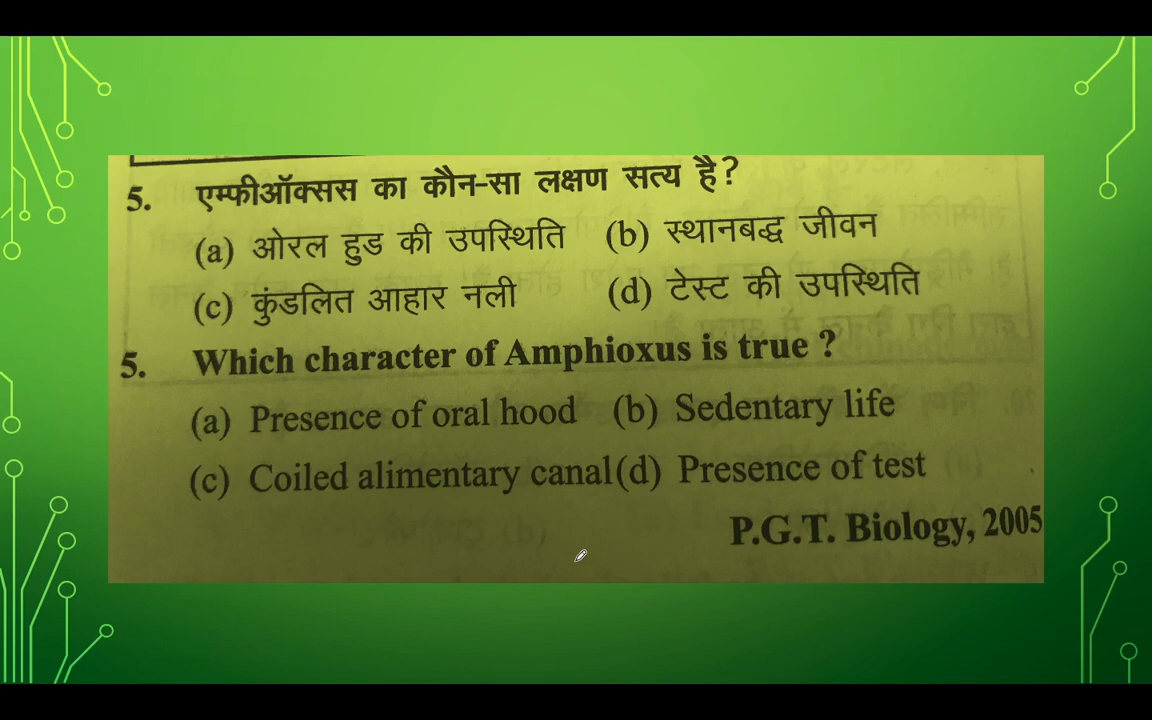 5. एम्फीऑक्सस का कौन-सा लक्षण सत्य है?
(a) ओरल हुड की उपस्थिति (b) स्थानबद्ध जीवन
(c) कुंडलित आहार नली (d) टेस्ट की उपस्थिति
5. Which character of Amphioxus is true ?
(a) Presence of oral hood (b) Sedentary life
(c) Coiled alimentary canal (d) Presence of test
P.G.T. Biology, 2005